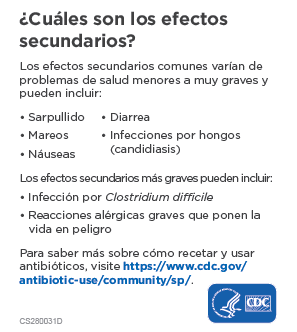 ¿Cuáles son los efectos
secundarios?
Los efectos secundarios comunes varían de
problemas de salud menores a muy graves y
pueden incluir:
• Sarpullido
• Mareos
• Náuseas
• Diarrea
• Infecciones por hongos
(candidiasis)
Los efectos secundarios más graves pueden incluir:
• Infección por Clostridium difficile
• Reacciones alérgicas graves que ponen la
vida en peligro
Para saber más sobre cómo recetar y usar
antibióticos, visite https://www.cdc.gov/
antibiotic-use/community/sp/.
CDC
CS280031D